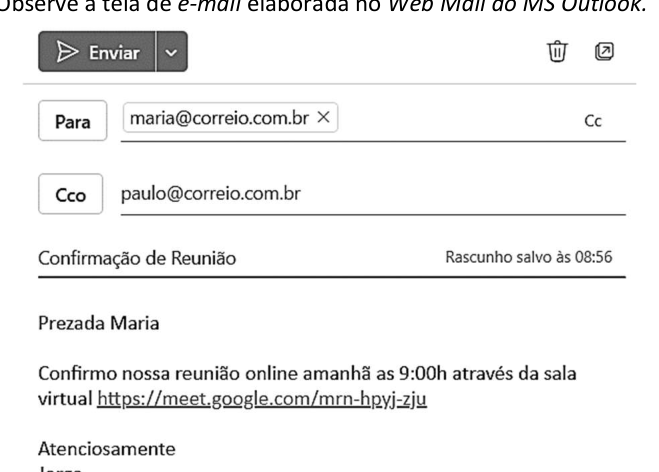 Observe a tela de e-mail elaborada no Web Mail do MS Outlook.
Enviar
Para maria@correio.com.br × Cc
Cco paulo@correio.com.br
Confirmação de Reunião Rascunho salvo às 08:56
Prezada Maria
Confirmo nossa reunião online amanhã as 9:00h através da sala
virtual https://meet.google.com/mrn-hpyj-zju
Atenciosamente